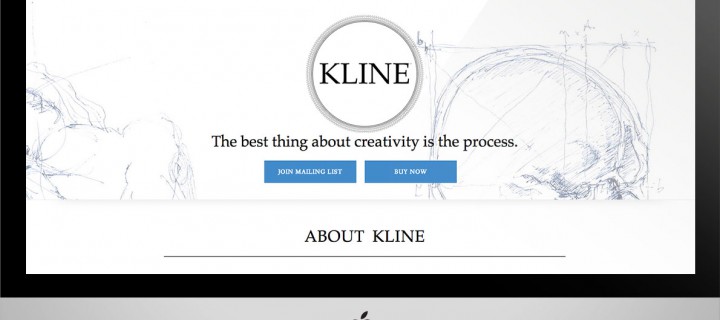 KLINE
The best thing about creativity is the process.
JOIN MAILING LIST
BUY NOW
ABOUT KLINE